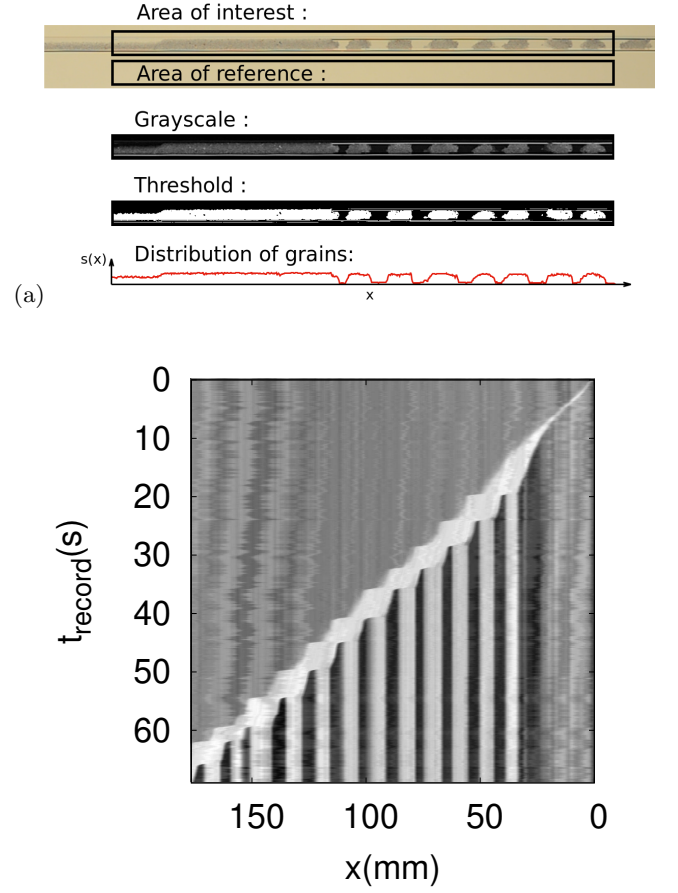 Area of interest :
Area of reference :
Grayscale :
Threshold :
Distribution of grains:
s(x)
x
(a)
0
10
20
30
40
50
60
t_record(s)
150 100 50 0
x(mm)